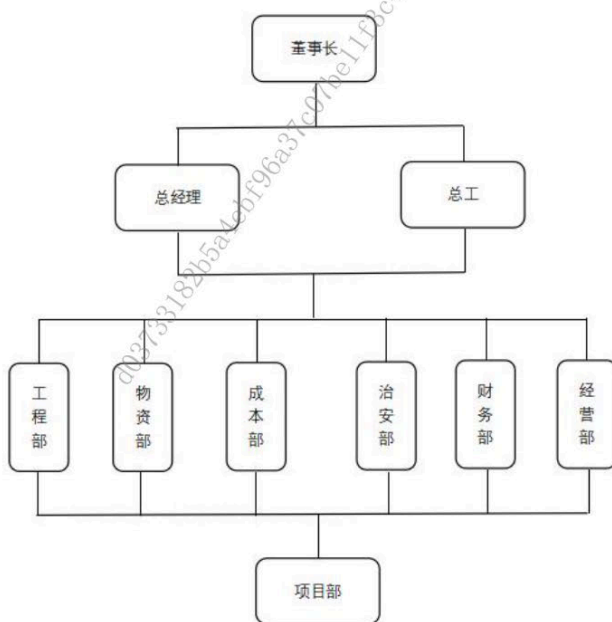 董事长
总经理
总工
工程部
物资部
成本部
治安部
财务部
经营部
项目部